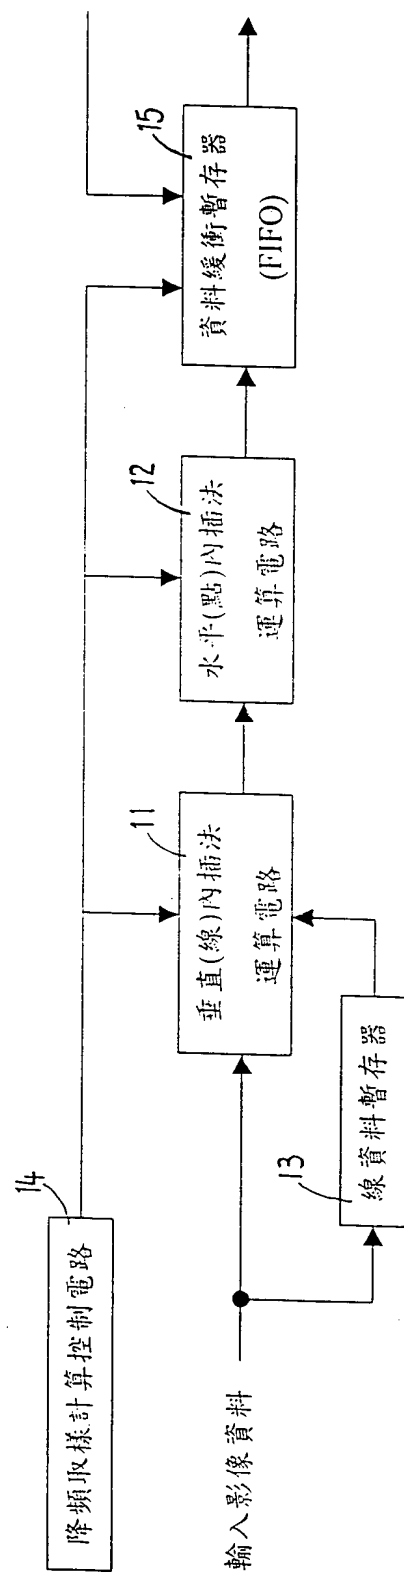 14
降頻取樣計算控制電路
輸入影像資料
13
線資料暫存器
11
垂直(線)內插法
運算電路
12
水平(點)內插法
運算電路
15
資料緩衝暫存器
(FIFO)